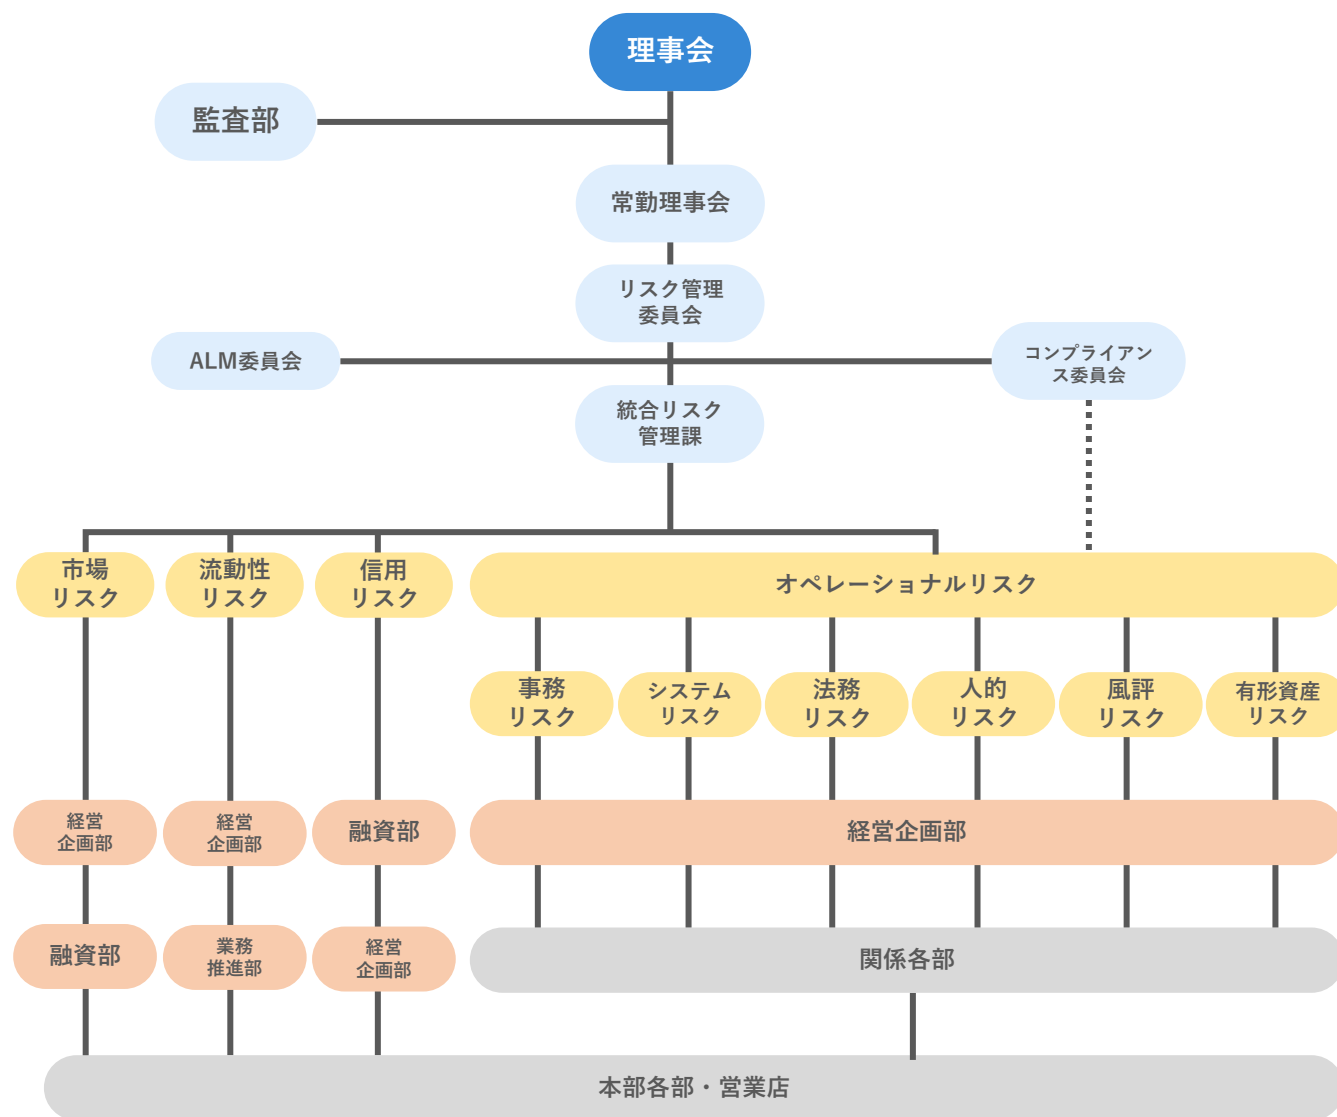 理事会
監査部
常勤理事会
リスク管理
委員会
ALM委員会
コンプライアン
ス委員会
統合リスク
管理課
市場
リスク
流動性
リスク
信用
リスク
オペレーショナルリスク
事務
リスク
システム
リスク
法務
リスク
人的
リスク
風評
リスク
有形資産
リスク
経営
企画部
経営
企画部
融資部
経営企画部
融資部
業務
推進部
経営
企画部
関係各部
本部各部・営業店